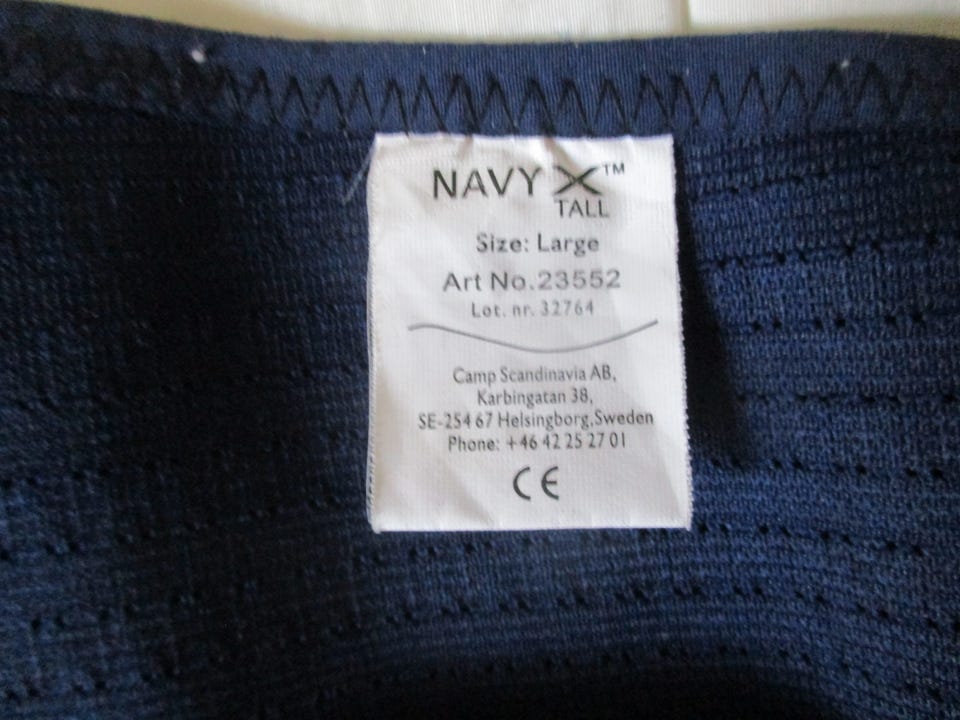 NAVY X™
TALL
Size: Large
Art No.23552
Lot. nr. 32764
Camp Scandinavia AB,
Karbingatan 38,
SE-254 67 Helsingborg,Sweden
Phone: +46 42 25 27 01
CE